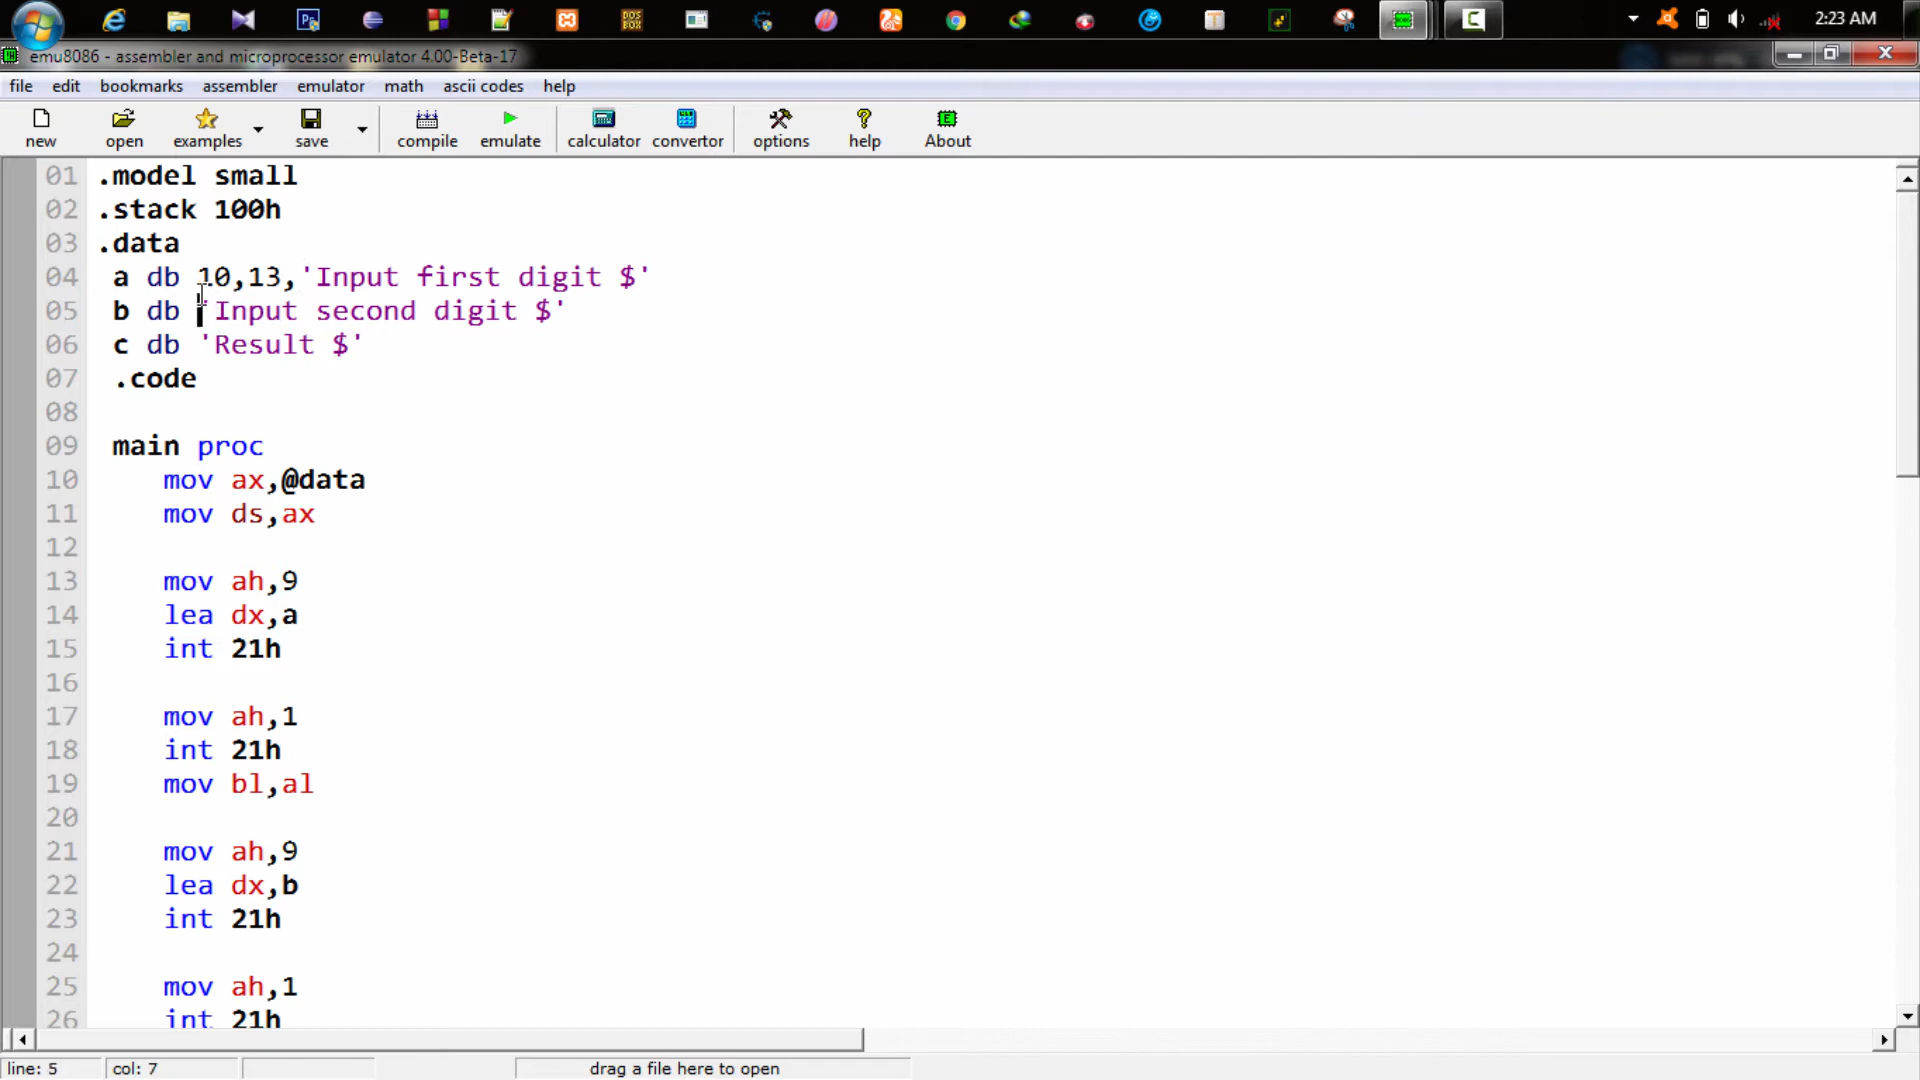 2:23 AM
emu8086 - assembler and microprocessor emulator 4.00-Beta-17
file edit bookmarks assembler emulator math ascii codes help
new open examples save compile emulate calculator convertor options help About
01 .model small
02 .stack 100h
03 .data
04 a db 10,13,'Input first digit $'
05 b db 'Input second digit $'
06 c db 'Result $'
07 .code
08
09 main proc
10 mov ax,@data
11 mov ds,ax
12
13 mov ah,9
14 lea dx,a
15 int 21h
16
17 mov ah,1
18 int 21h
19 mov bl,al
20
21 mov ah,9
22 lea dx,b
23 int 21h
24
25 mov ah,1
26 int 21h
line: 5 col: 7 drag a file here to open